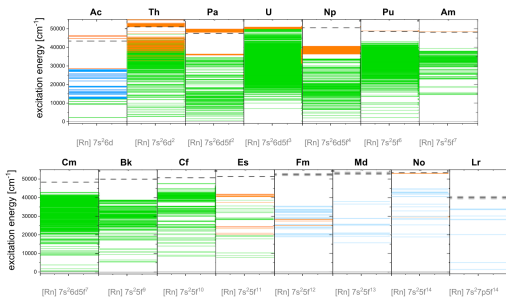 Ac Th Pa U Np Pu Am
excitation energy [cm⁻¹]
50000
40000
30000
20000
10000
0
[Rn] 7s²6d [Rn] 7s²6d² [Rn] 7s²6d5f² [Rn] 7s²6d5f³ [Rn] 7s²6d5f⁴ [Rn] 7s²5f⁶ [Rn] 7s²5f⁷
Cm Bk Cf Es Fm Md No Lr
excitation energy [cm⁻¹]
50000
40000
30000
20000
10000
0
[Rn] 7s²6d5f⁷ [Rn] 7s²5f⁹ [Rn] 7s²5f¹⁰ [Rn] 7s²5f¹¹ [Rn] 7s²5f¹² [Rn] 7s²5f¹³ [Rn] 7s²5f¹⁴ [Rn] 7s²7p5f¹⁴